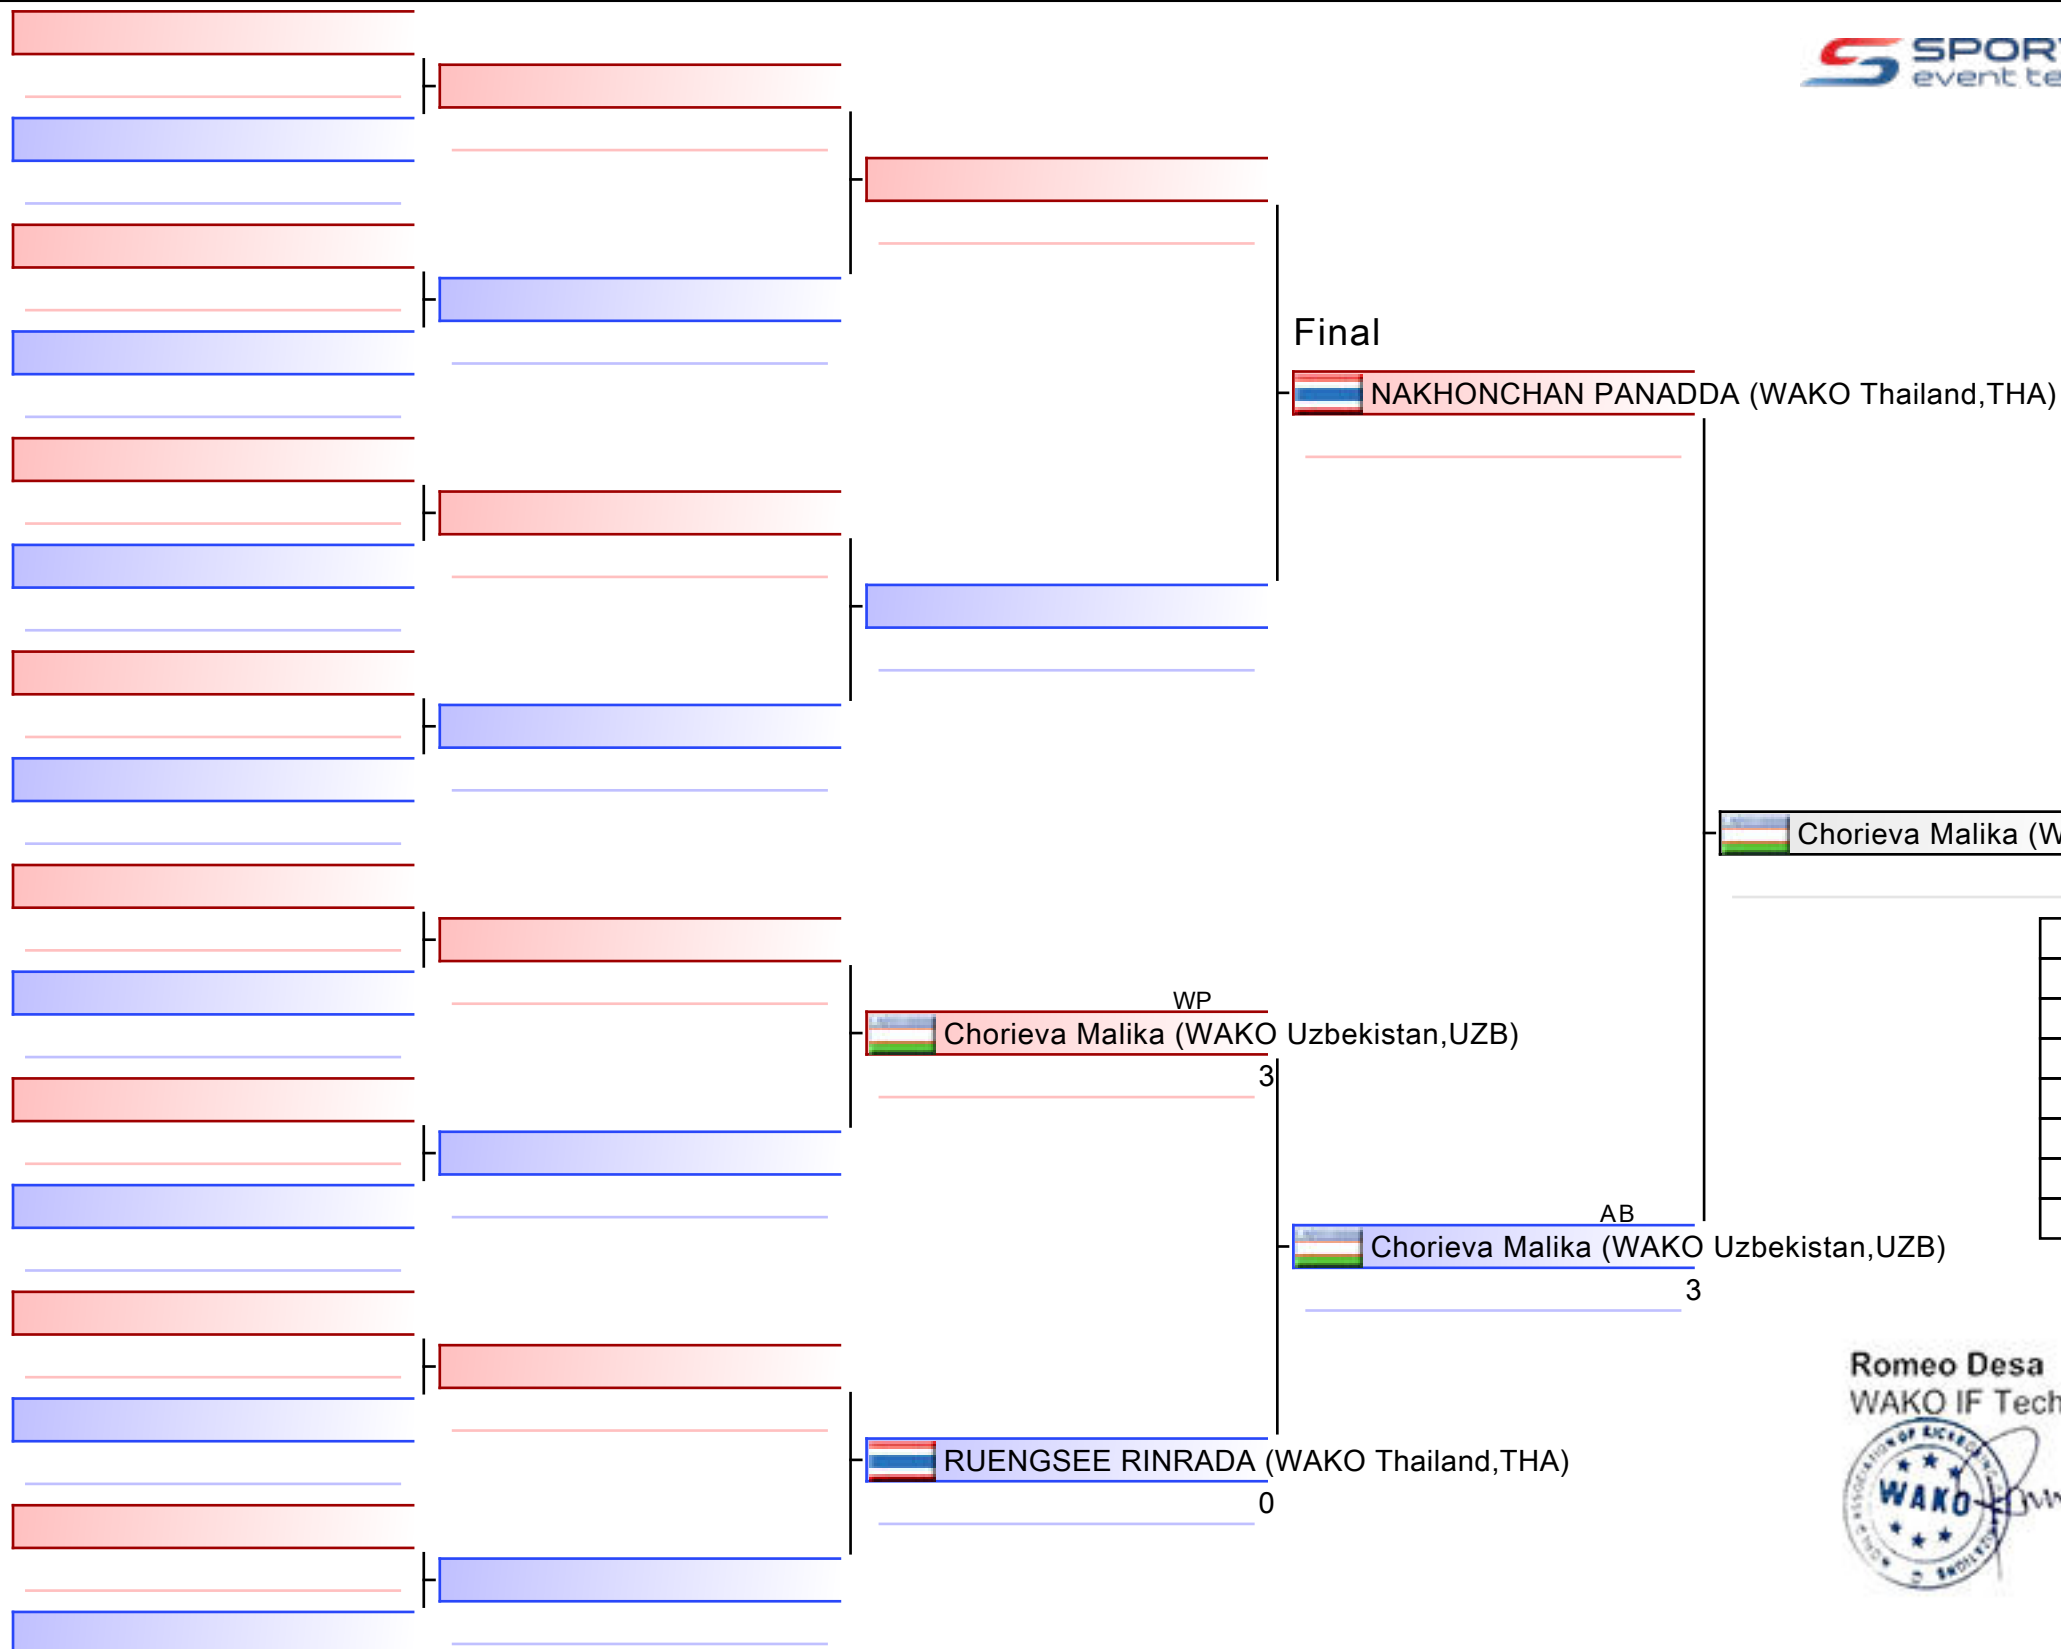 SPOR
event te
Final
NAKHONCHAN PANADDA (WAKO Thailand,THA)
Chorieva Malika (W
WP
Chorieva Malika (WAKO Uzbekistan,UZB)
3
AB
Chorieva Malika (WAKO Uzbekistan,UZB)
3
RUENGSEE RINRADA (WAKO Thailand,THA)
0
Romeo Desa
WAKO IF Tech
WAKO